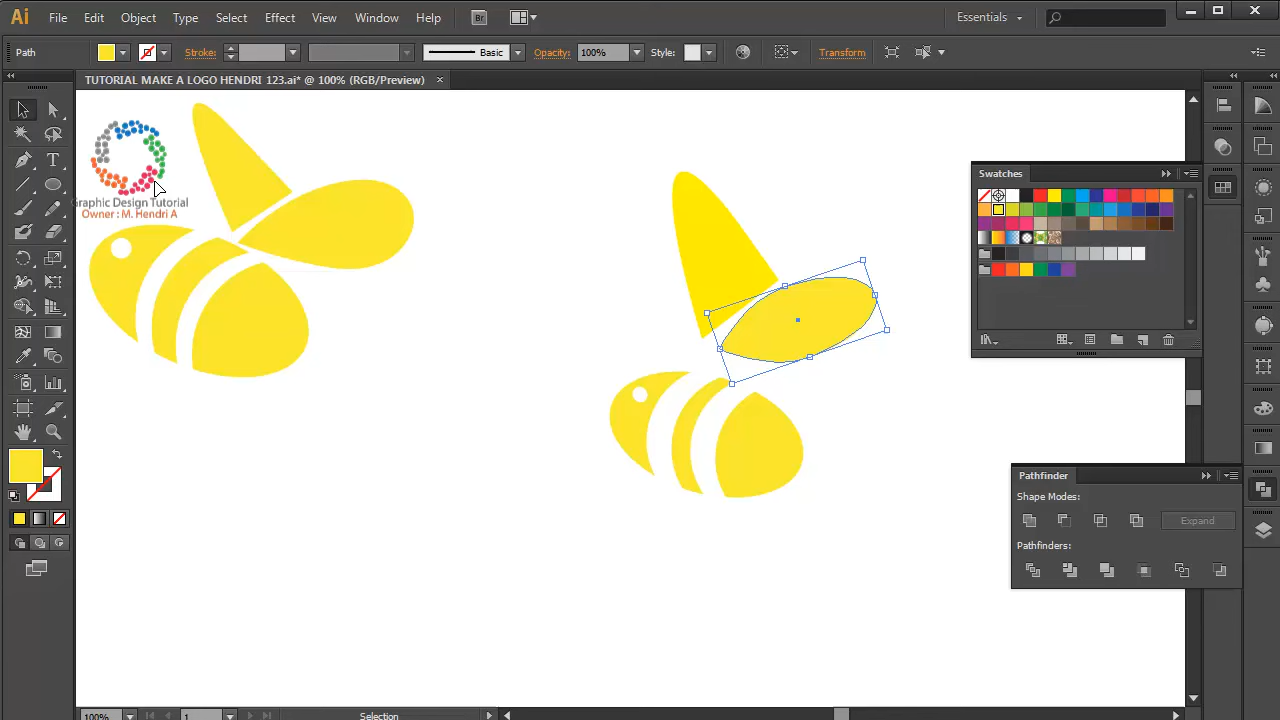 Ai File Edit Object Type Select Effect View Window Help Br Essentials
Path Stroke: Basic Opacity: 100% Style: Transform
TUTORIAL MAKE A LOGO HENDRI 123.ai* @ 100% (RGB/Preview) ×
Graphic Design Tutorial
Owner : M. Hendri A
Swatches
Pathfinder
Shape Modes:
Expand
Pathfinders:
100% 1 Selection